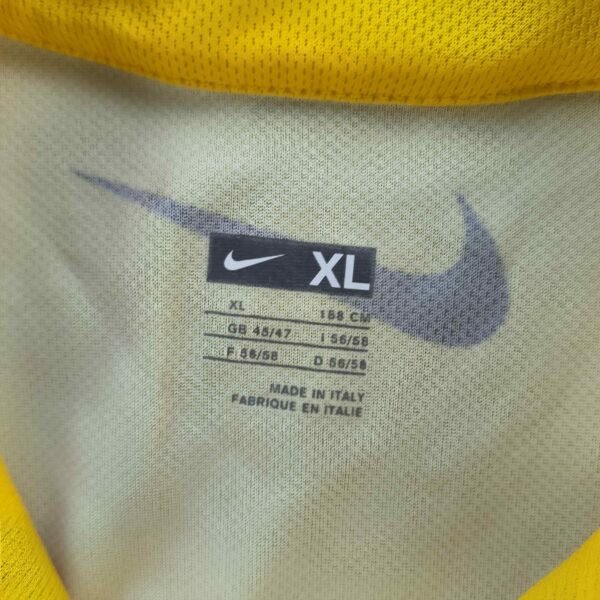 XL
XL 188 CM
GB 45/47 I 56/58
F 56/58 D 56/58
MADE IN ITALY
FABRIQUE EN ITALIE